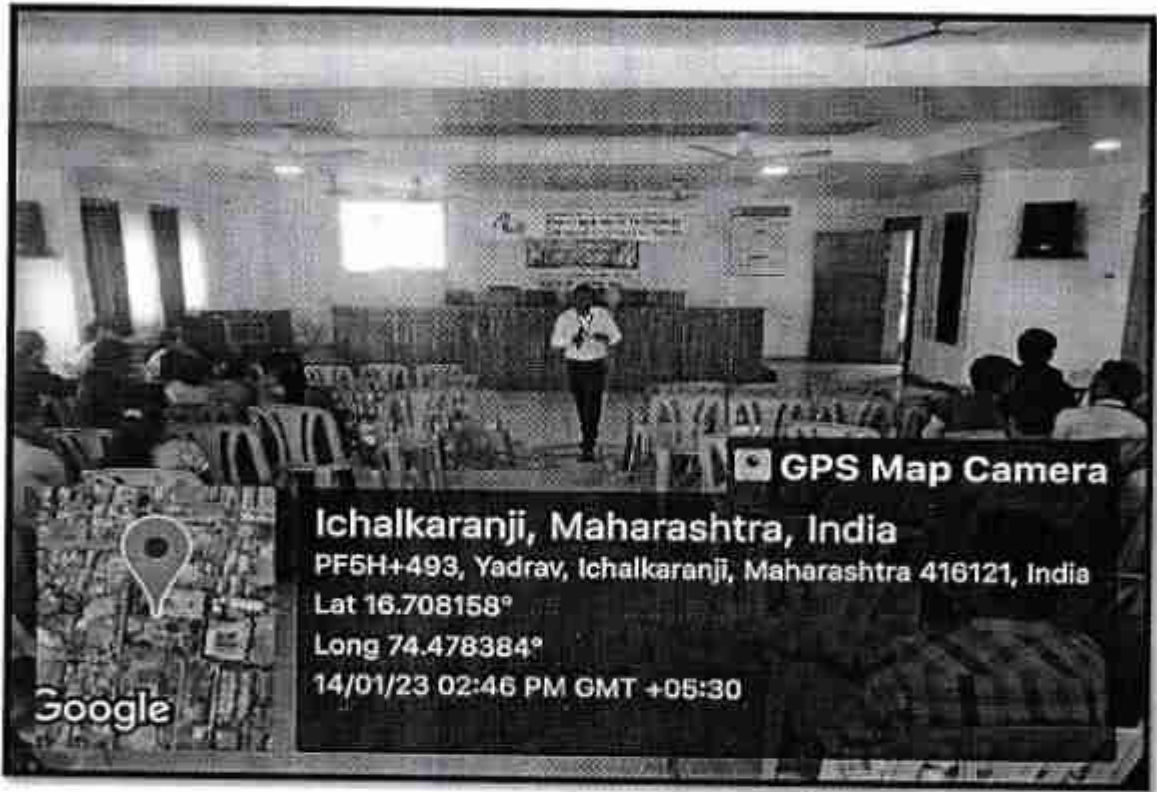 GPS Map Camera
Ichalkaranji, Maharashtra, India
PF5H+493, Yadrav, Ichalkaranji, Maharashtra 416121, India
Lat 16.708158°
Long 74.478384°
14/01/23 02:46 PM GMT +05:30
Google